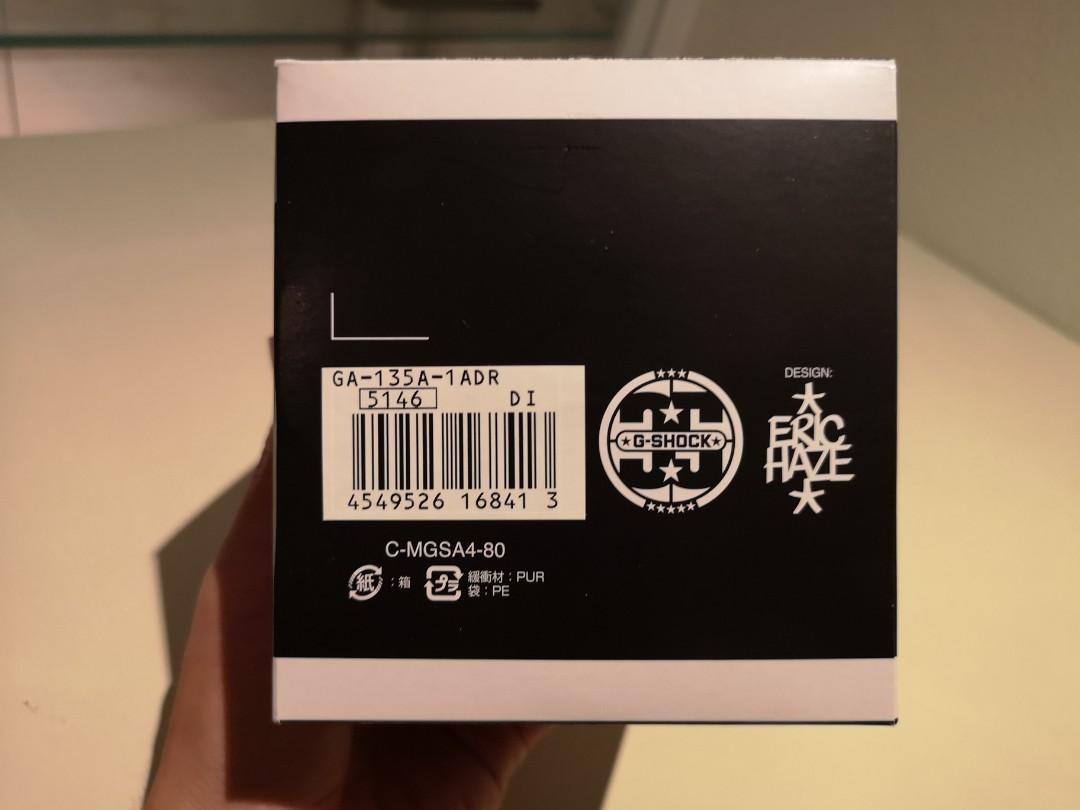 GA-135A-1ADR
5146 DI
4549526 16841 3
C-MGSA4-80
紙 : 箱
プラ 緩衝材 : PUR
袋 : PE
G-SHOCK
DESIGN:
ERIC
HAZE